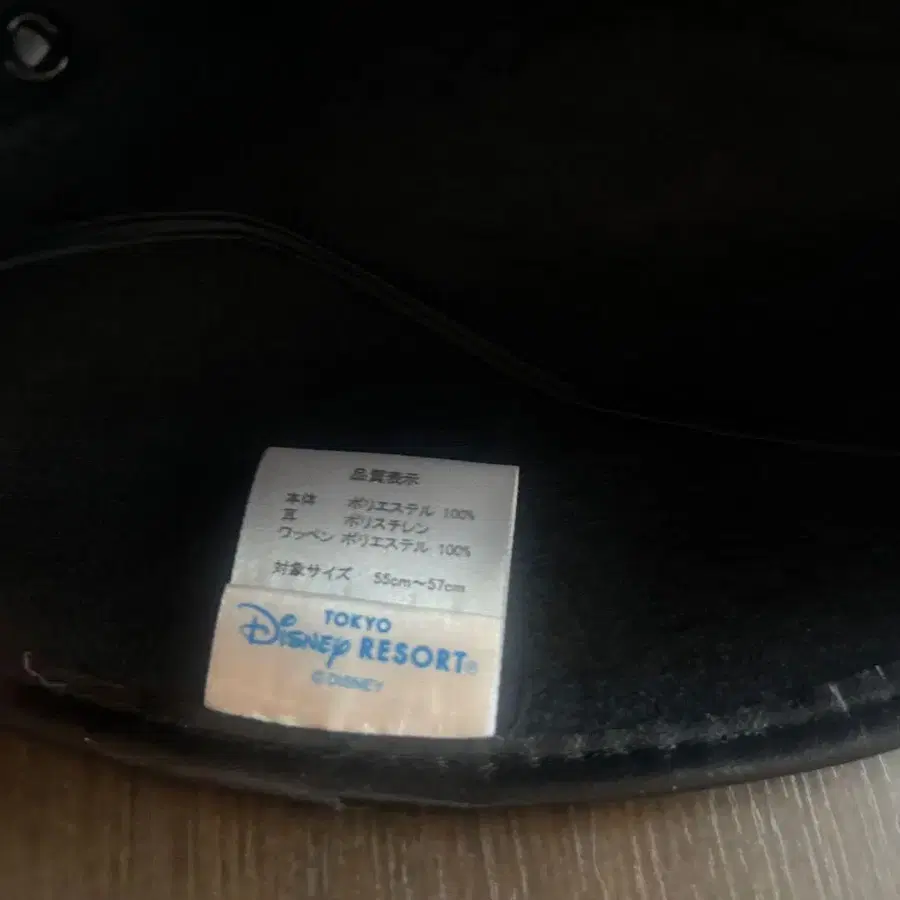 品質表示
本体 ポリエステル 100%
耳 ポリスチレン
ワッペン ポリエステル 100%
対象サイズ 55cm～57cm
TOKYO
Disney RESORT®
©DISNEY